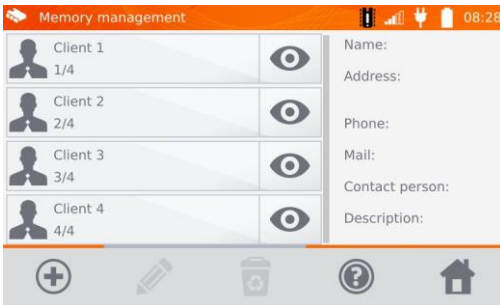 Memory management
08:28
Client 1
1/4
Client 2
2/4
Client 3
3/4
Client 4
4/4
Name:
Address:
Phone:
Mail:
Contact person:
Description:
?